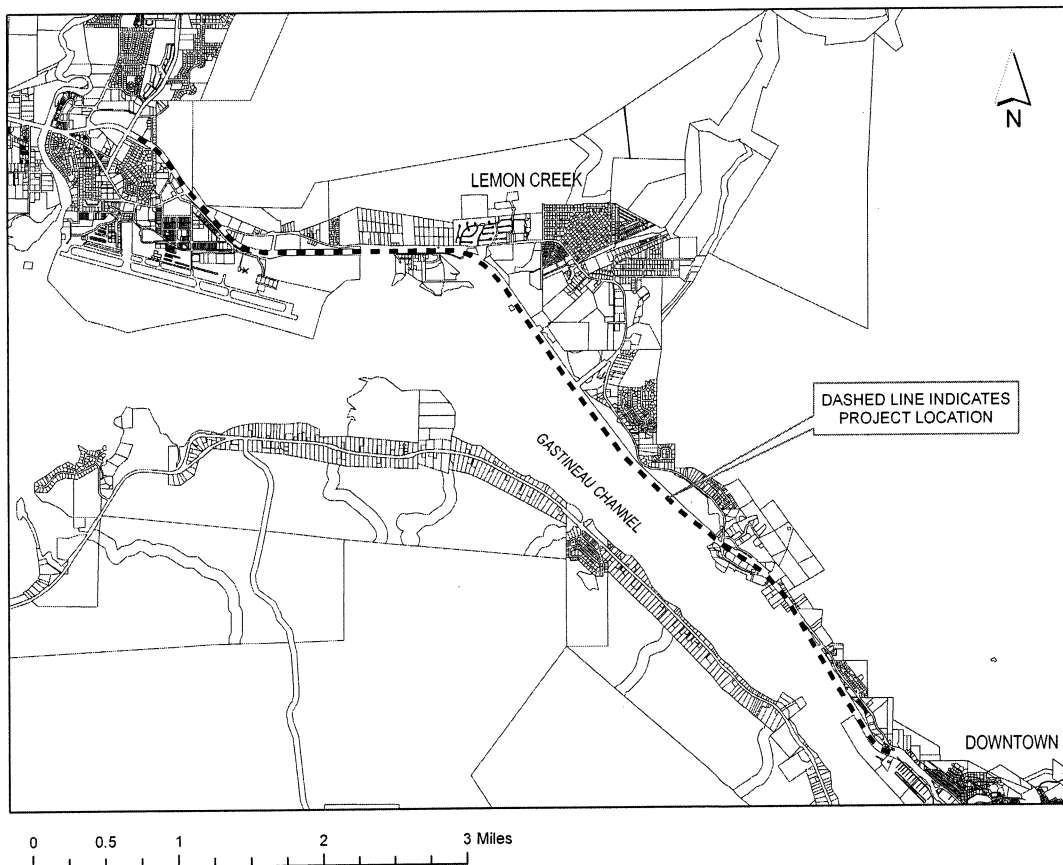 N
LEMON CREEK
DASHED LINE INDICATES
PROJECT LOCATION
GASTINEAU CHANNEL
DOWNTOWN
0 0.5 1 2 3 Miles